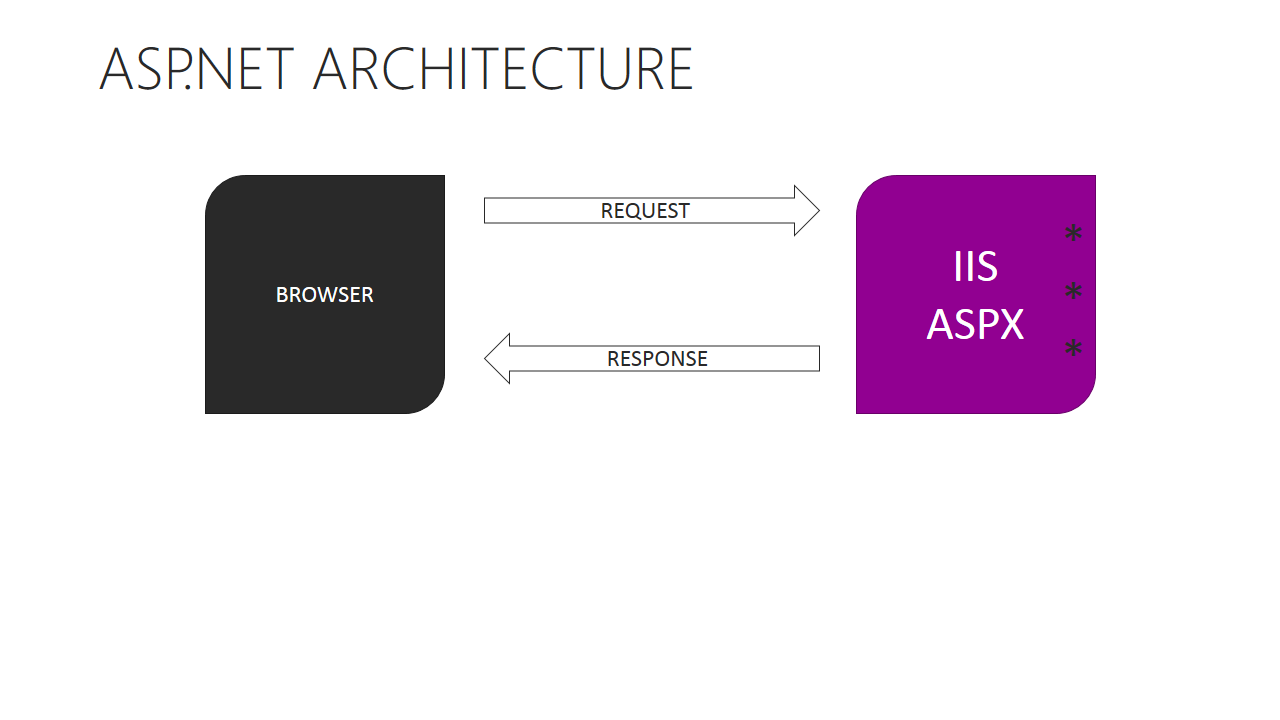 ASP.NET ARCHITECTURE
BROWSER
REQUEST
RESPONSE
*
IIS
*
ASPX
*